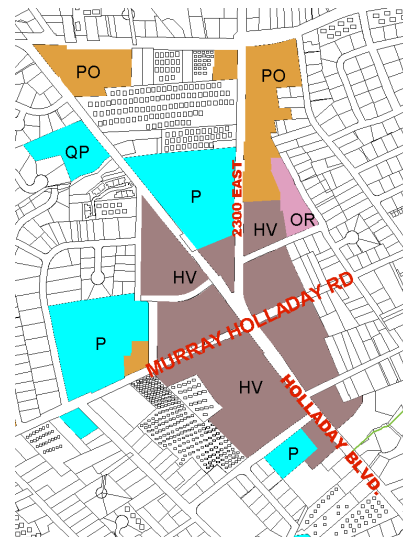 PO
PO
QP
P
2300 EAST
HV
OR
HV
MURRAY HOLLADAY RD
P
HV
HOLLADAY BLVD.
P